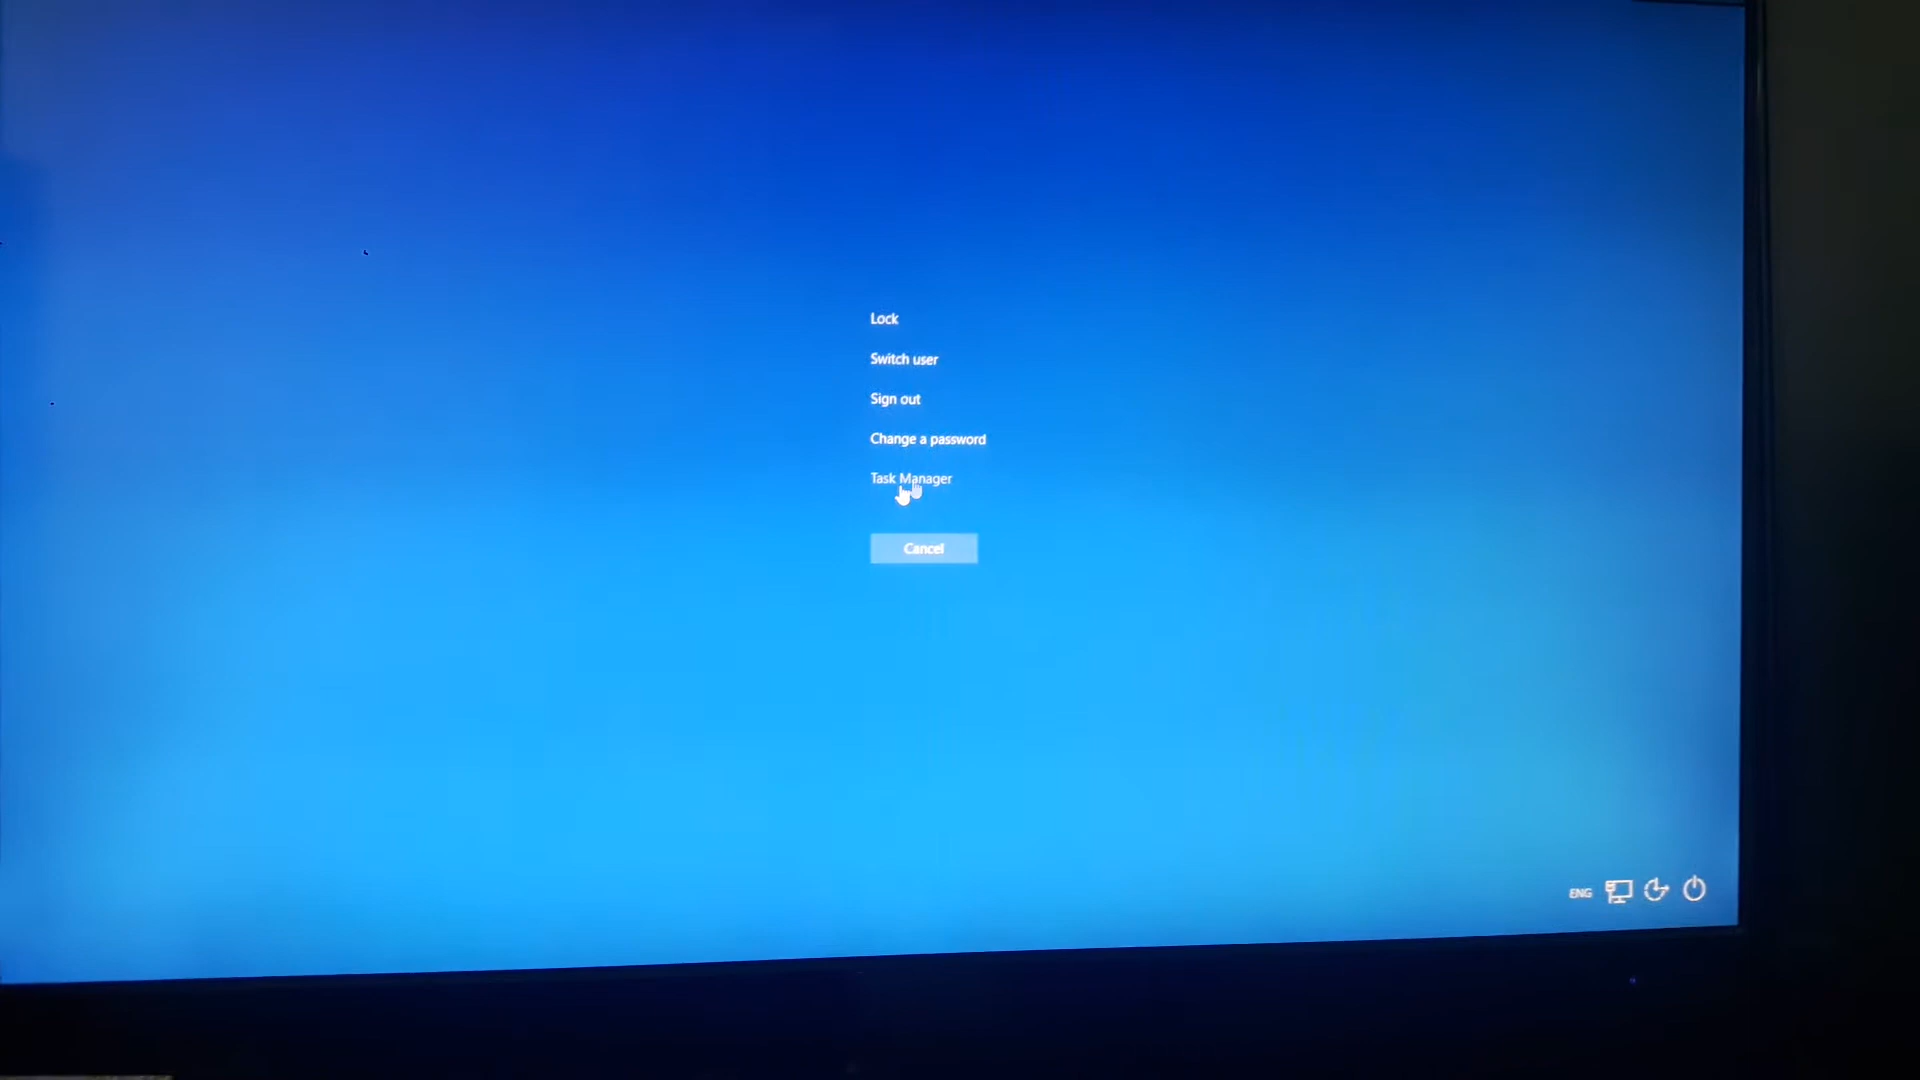 Lock
Switch user
Sign out
Change a password
Task Manager
Cancel
ENG